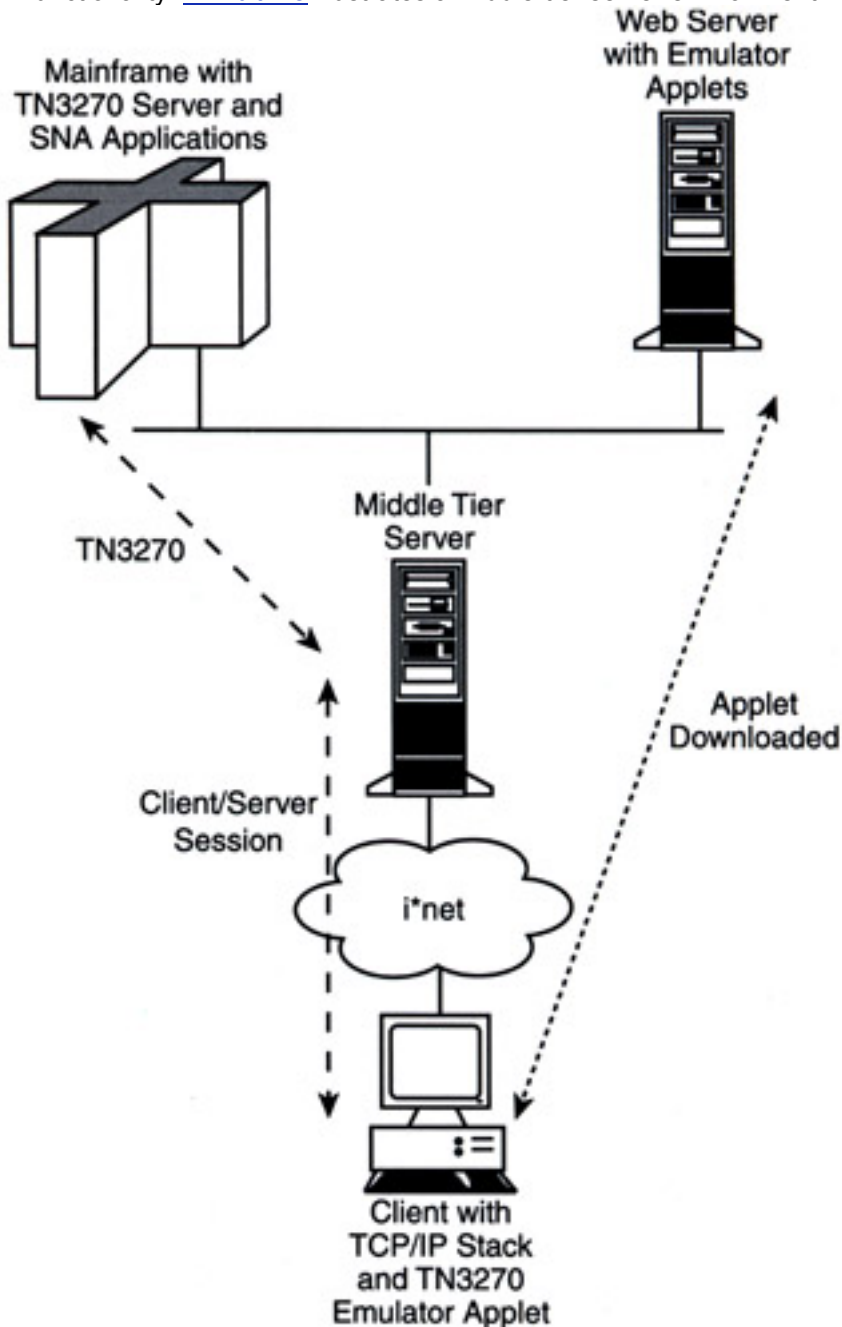 Web Server
with Emulator
Applets
Mainframe with
TN3270 Server and
SNA Applications
Middle Tier
Server
TN3270
Applet
Downloaded
Client/Server
Session
i*net
Client with
TCP/IP Stack
and TN3270
Emulator Applet